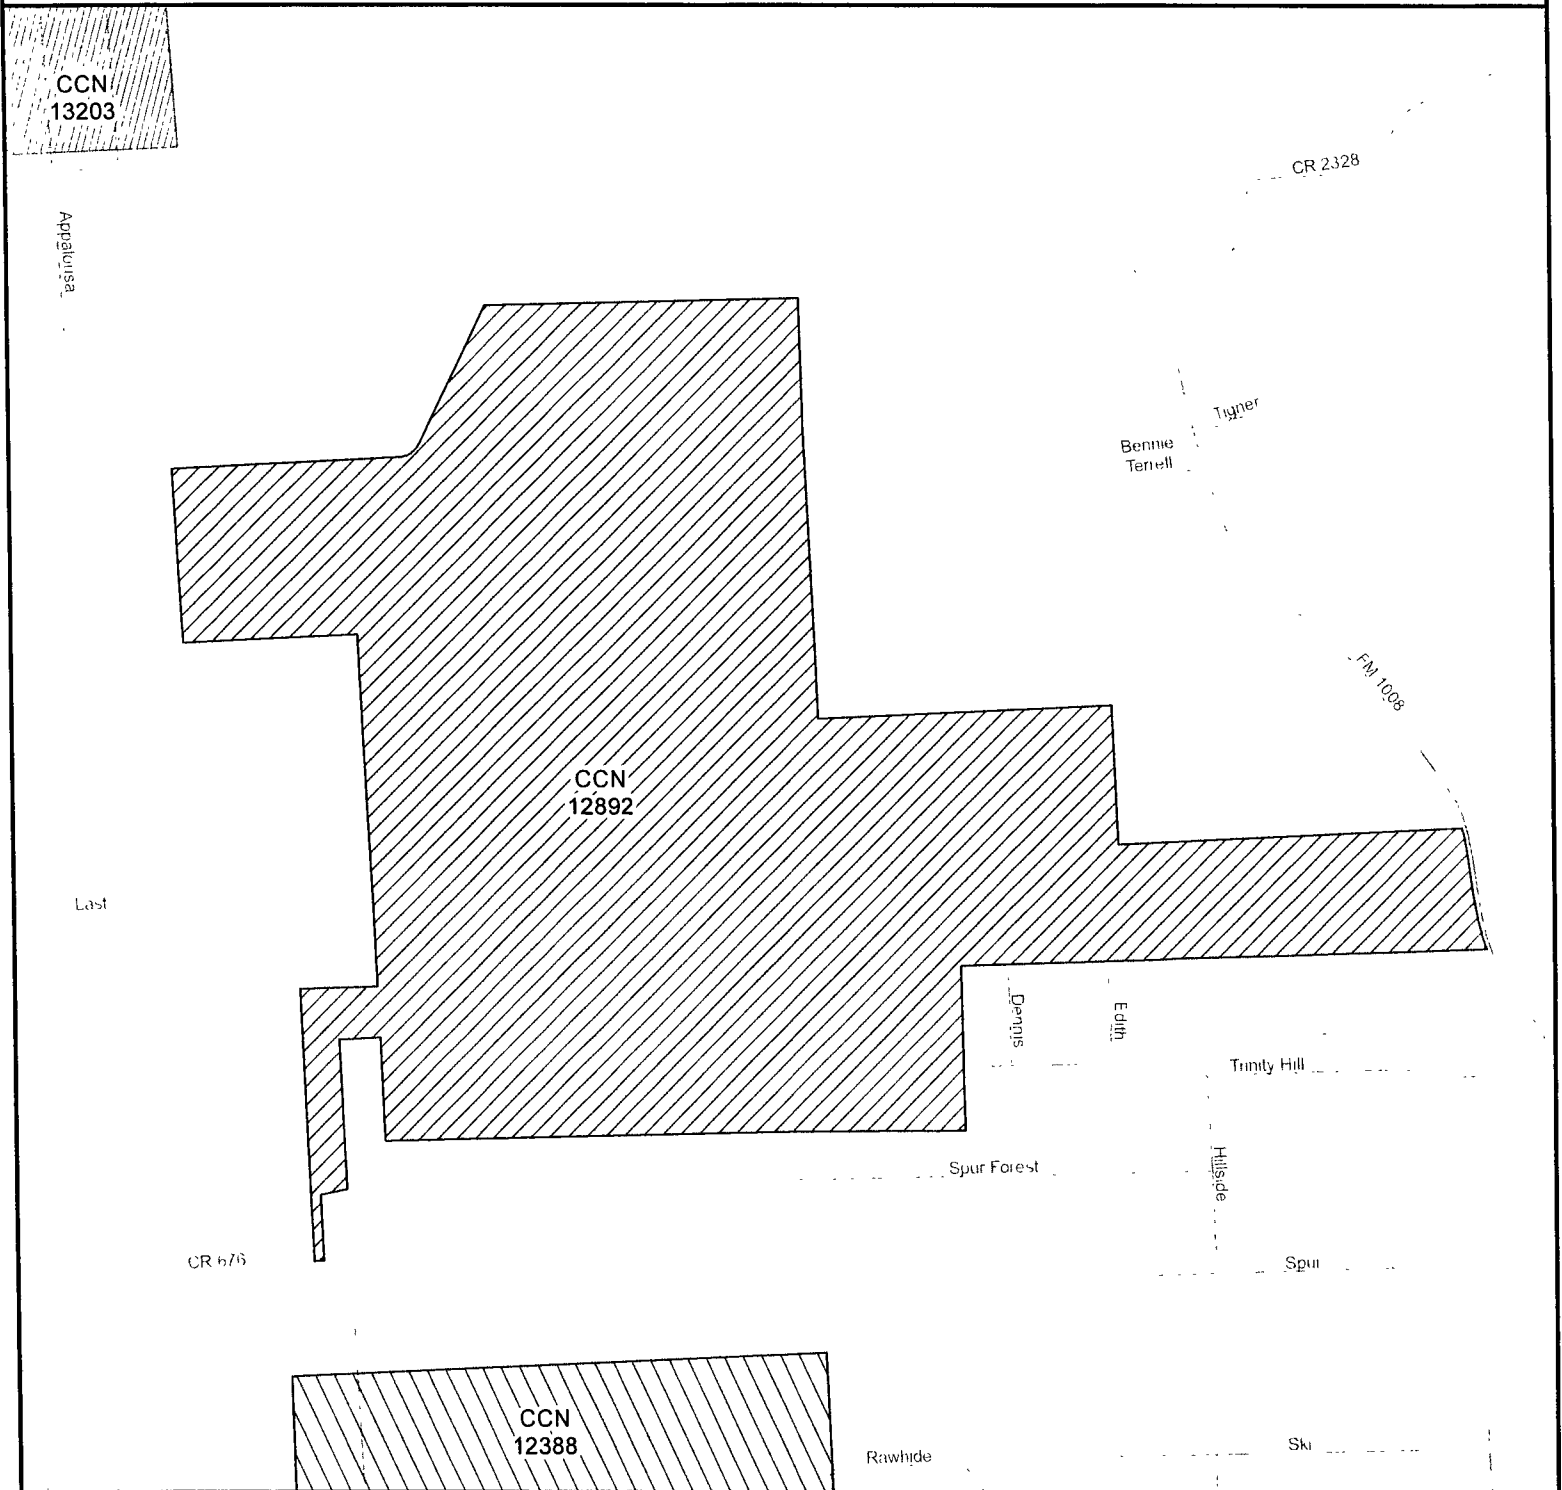 CCN
13203
CR 2328
Appalousa
Tigner
Bennie
Terrell
FM 1008
CCN
12892
Last
Dennis
Edith
Trinity Hill
Spur Forest
Hillside
CR 676
Spur
CCN
12388
Rawhide
Ski